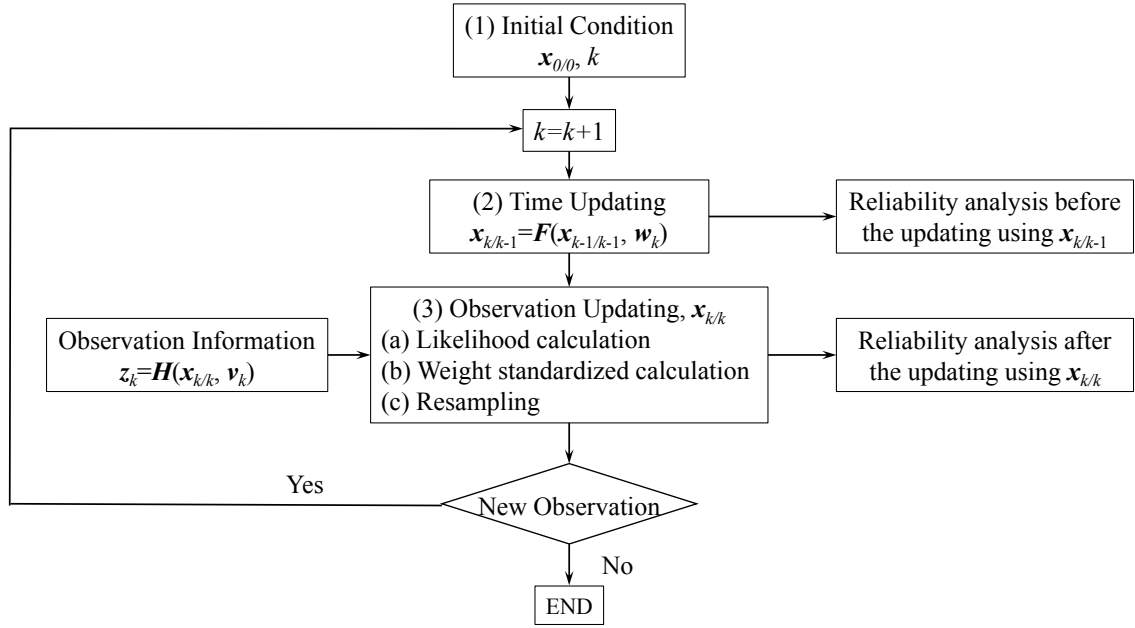 (1) Initial Condition
x0/0, k
k=k+1
(2) Time Updating
xk/k-1=F(xk-1/k-1, wk)
Reliability analysis before
the updating using xk/k-1
(3) Observation Updating, xk/k
(a) Likelihood calculation
(b) Weight standardized calculation
(c) Resampling
Observation Information
zk=H(xk/k, vk)
Reliability analysis after
the updating using xk/k
Yes
New Observation
No
END